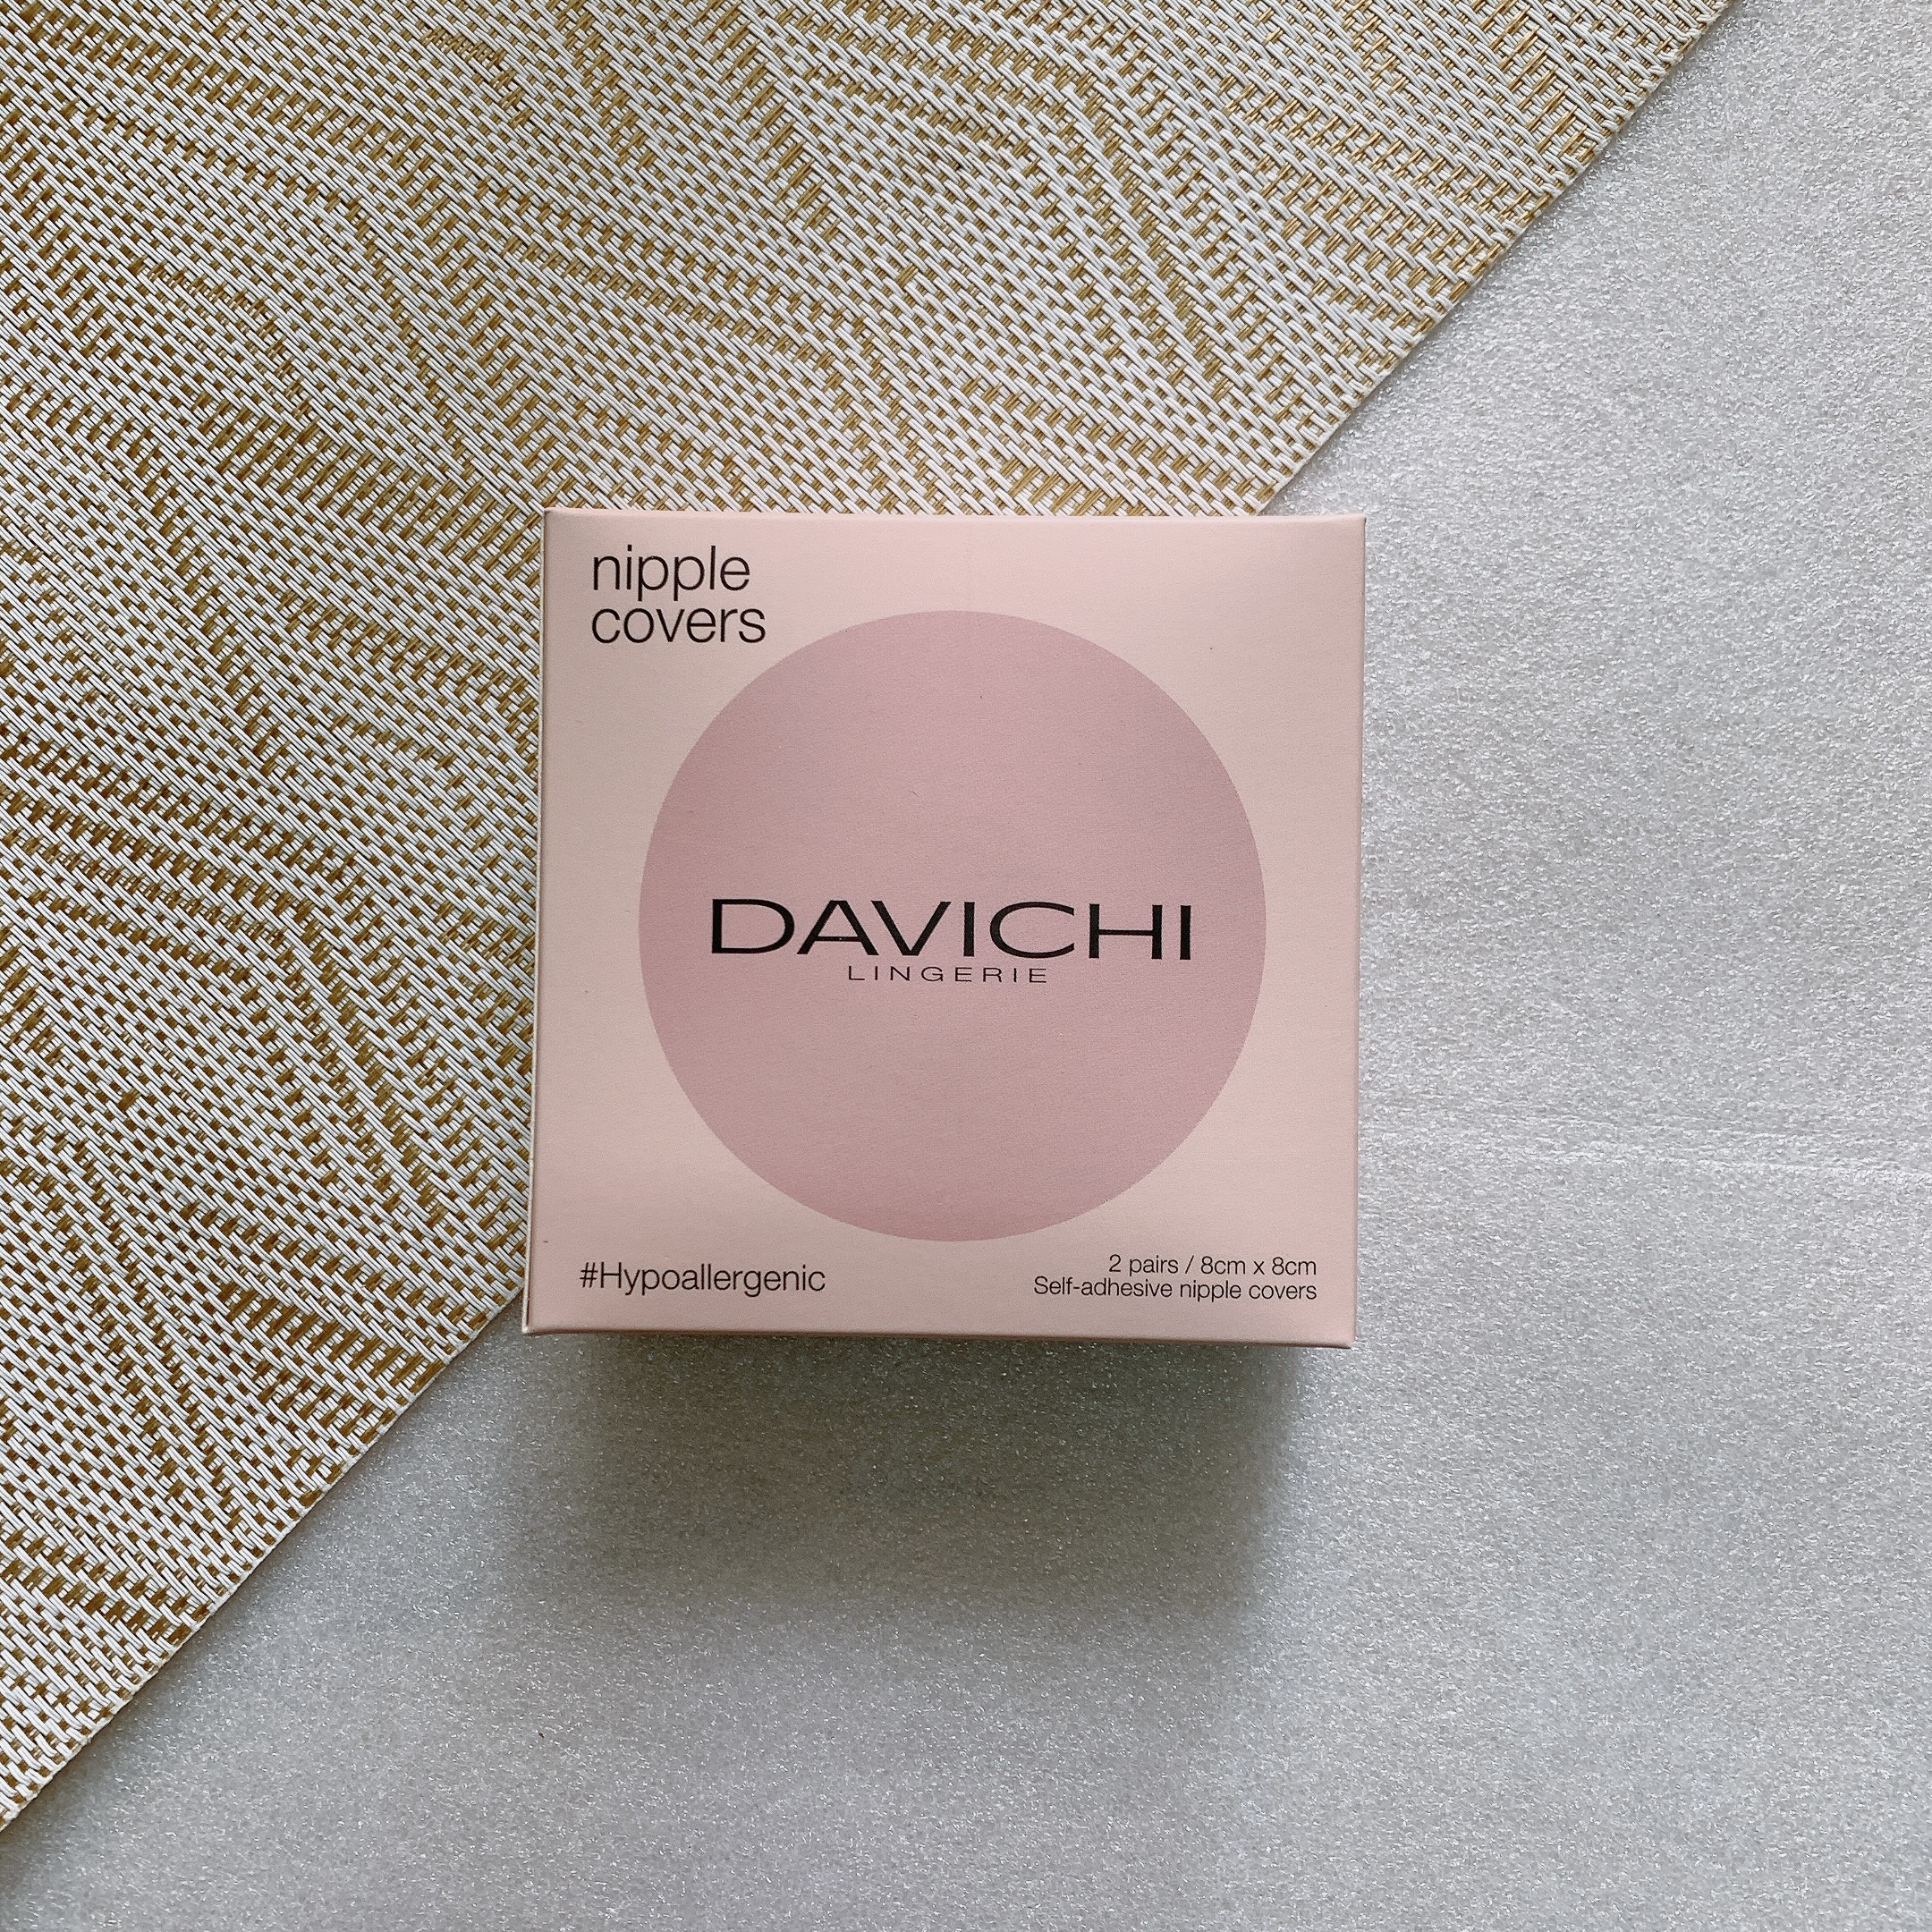 nipple
covers
DAVICHI
LINGERIE
#Hypoallergenic
2 pairs / 8cm x 8cm
Self-adhesive nipple covers